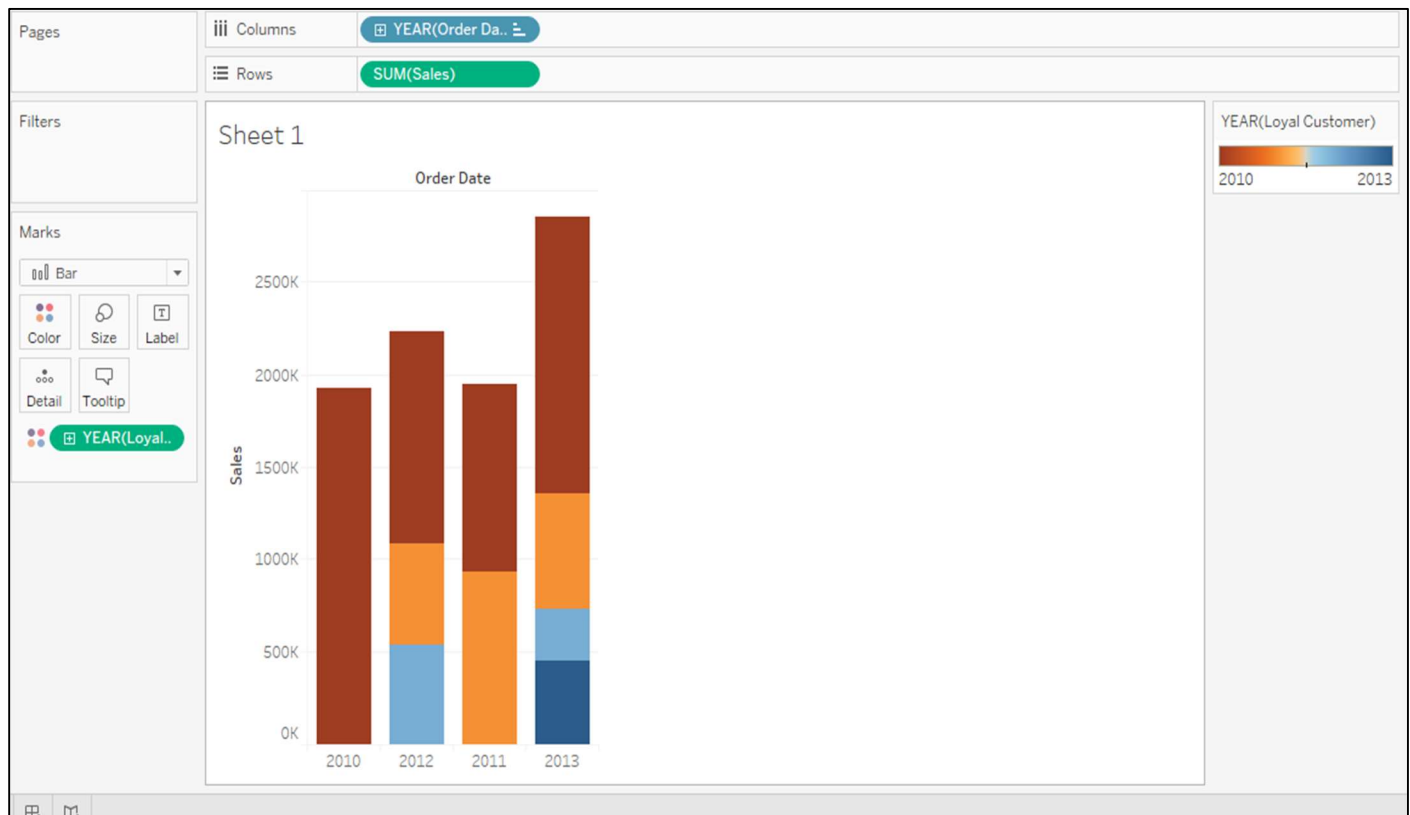 Pages
Columns
YEAR(Order Da..
Rows
SUM(Sales)
Filters
Sheet 1
YEAR(Loyal Customer)
2010 2013
Order Date
Marks
Bar
Color Size Label
Detail Tooltip
YEAR(Loyal..
Sales
2500K
2000K
1500K
1000K
500K
0K
2010 2012 2011 2013